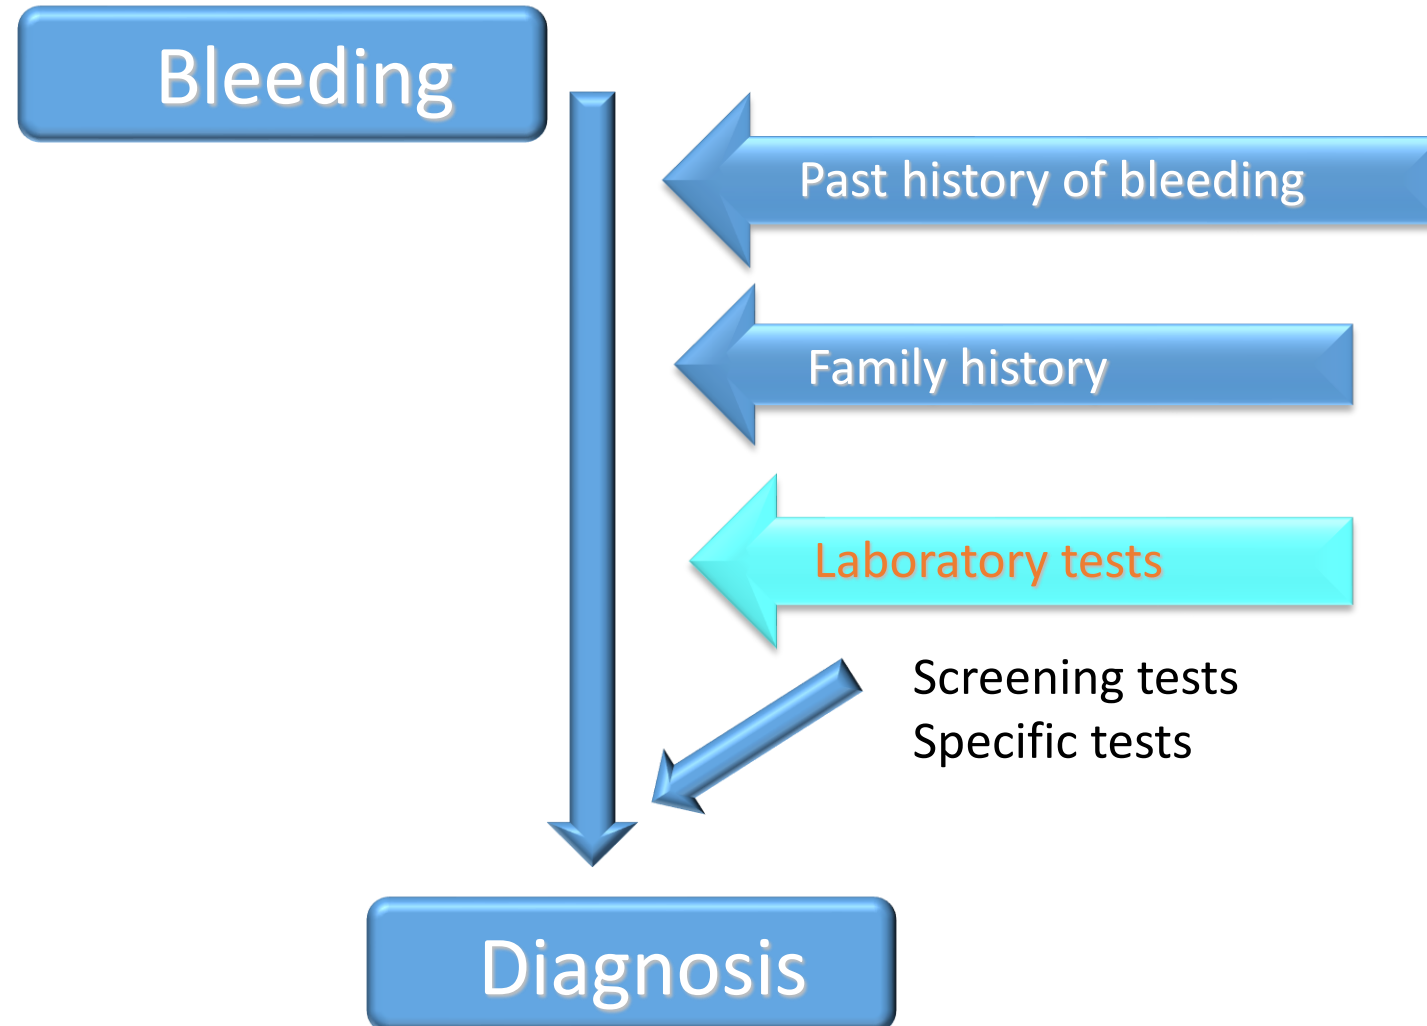 Bleeding
Past history of bleeding
Family history
Laboratory tests
Screening tests
Specific tests
Diagnosis